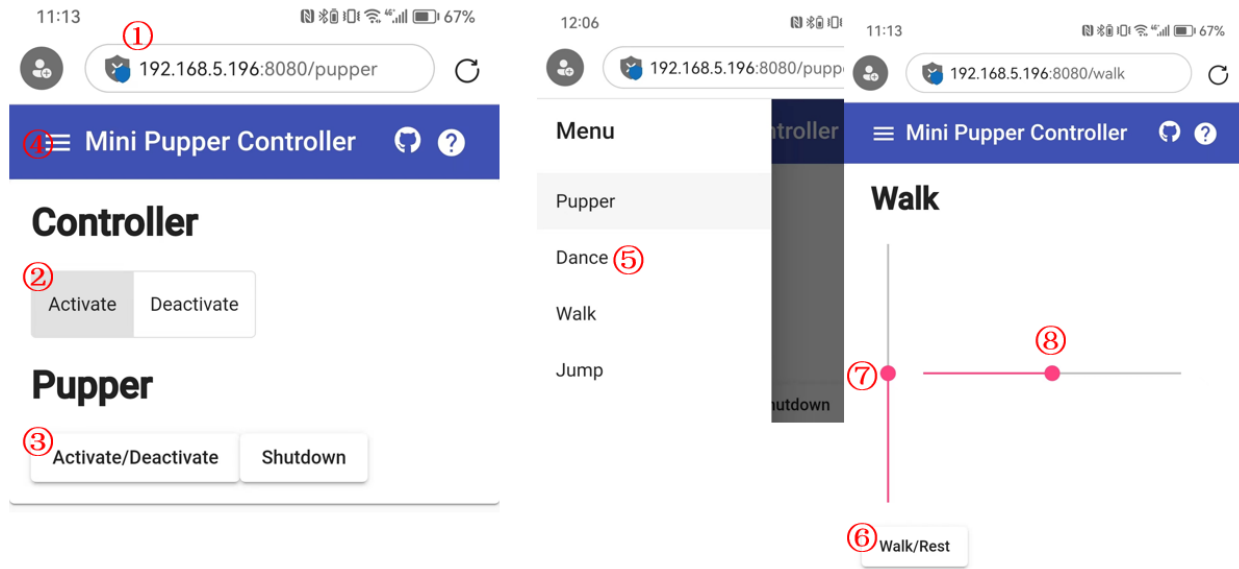 11:13
67%
①
192.168.5.196:8080/pupper
④
Mini Pupper Controller
?
Controller
②
Activate Deactivate
Pupper
③
Activate/Deactivate Shutdown
12:06
192.168.5.196:8080/pupp
Menu
ntroller
Pupper
Dance ⑤
Walk
Jump
hutdown
11:13
67%
192.168.5.196:8080/walk
Mini Pupper Controller
?
Walk
⑧
⑦
⑥
Walk/Rest